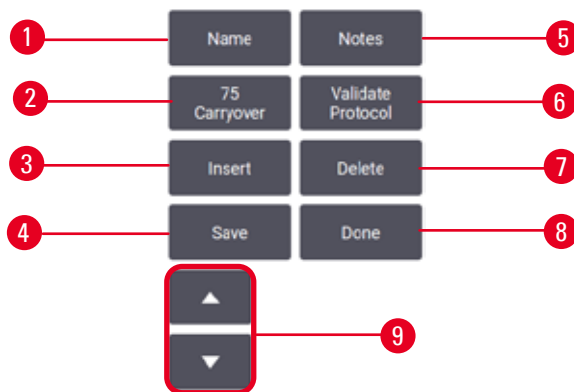 1
Name
Notes
5
2
75
Carryover
Validate
Protocol
6
3
Insert
Delete
7
4
Save
Done
8
9